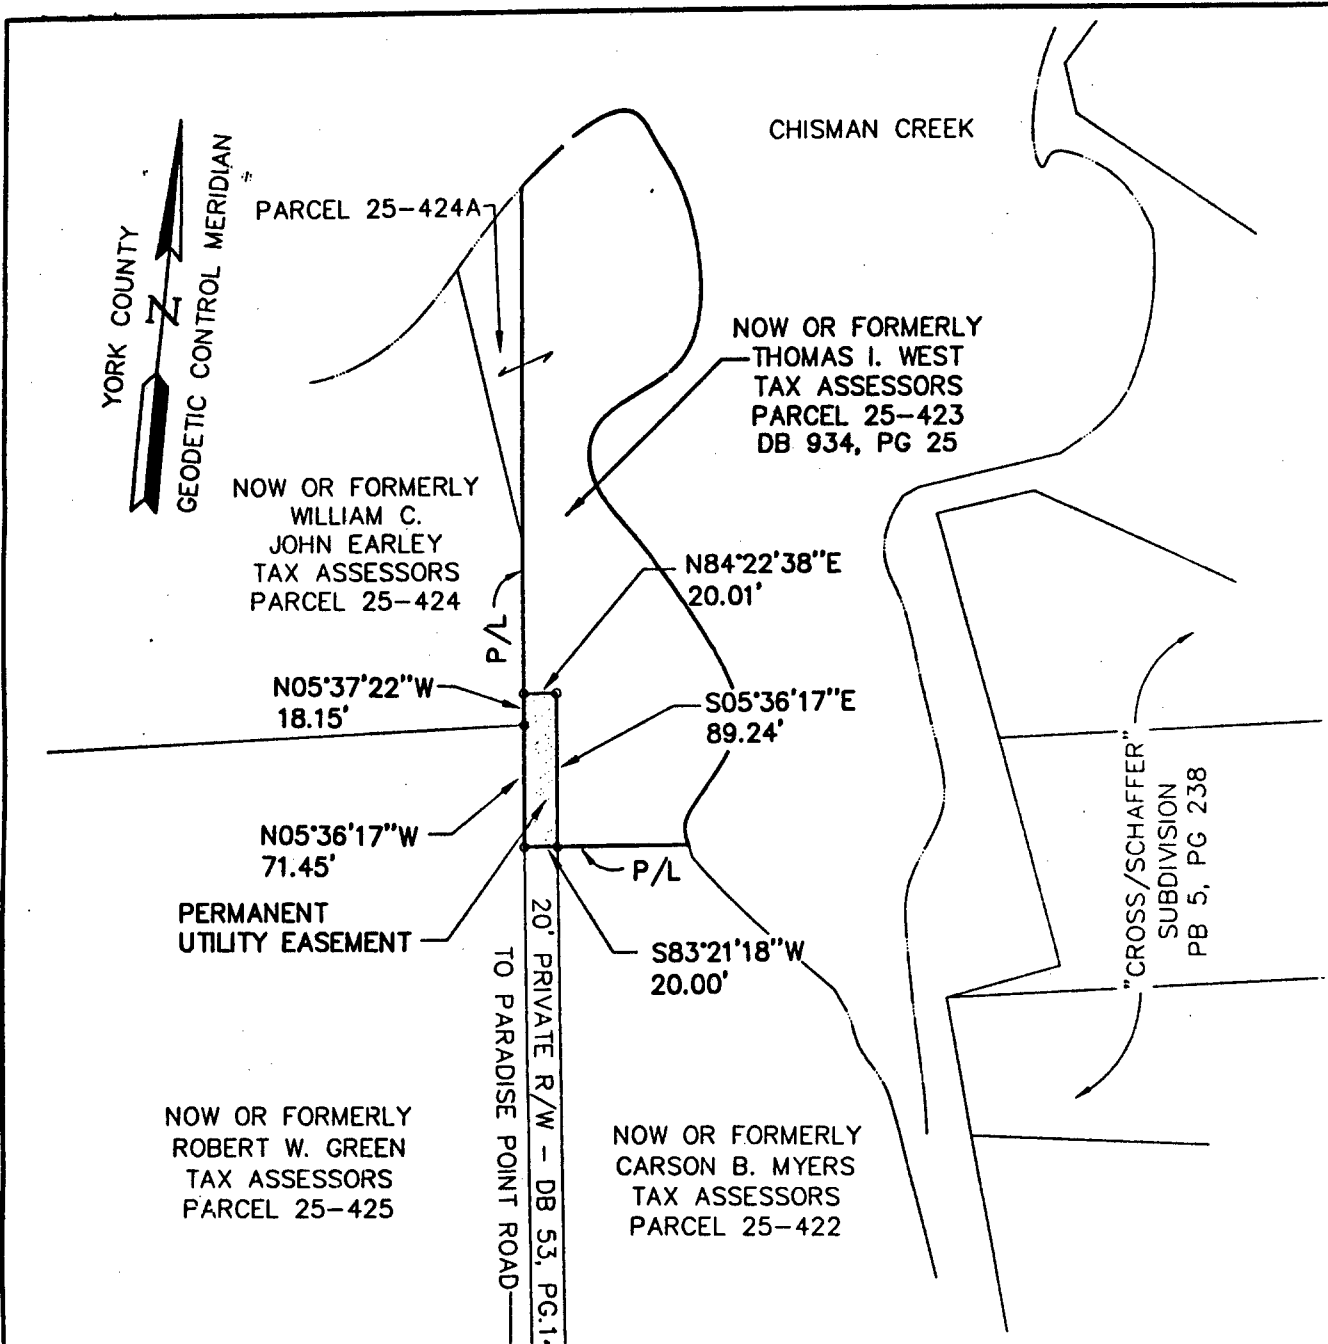 CHISMAN CREEK
YORK COUNTY
N
GEODETIC CONTROL MERIDIAN
PARCEL 25-424A
NOW OR FORMERLY
THOMAS I. WEST
TAX ASSESSORS
PARCEL 25-423
DB 934, PG 25
NOW OR FORMERLY
WILLIAM C.
JOHN EARLEY
TAX ASSESSORS
PARCEL 25-424
P/L
N84°22'38"E
20.01'
N05°37'22"W
18.15'
S05°36'17"E
89.24'
N05°36'17"W
71.45'
P/L
PERMANENT
UTILITY EASEMENT
S83°21'18"W
20.00'
"CROSS/SCHAFFER"
SUBDIVISION
PB 5, PG 238
20' PRIVATE R/W - DB 53, PG.
TO PARADISE POINT ROAD
NOW OR FORMERLY
ROBERT W. GREEN
TAX ASSESSORS
PARCEL 25-425
NOW OR FORMERLY
CARSON B. MYERS
TAX ASSESSORS
PARCEL 25-422